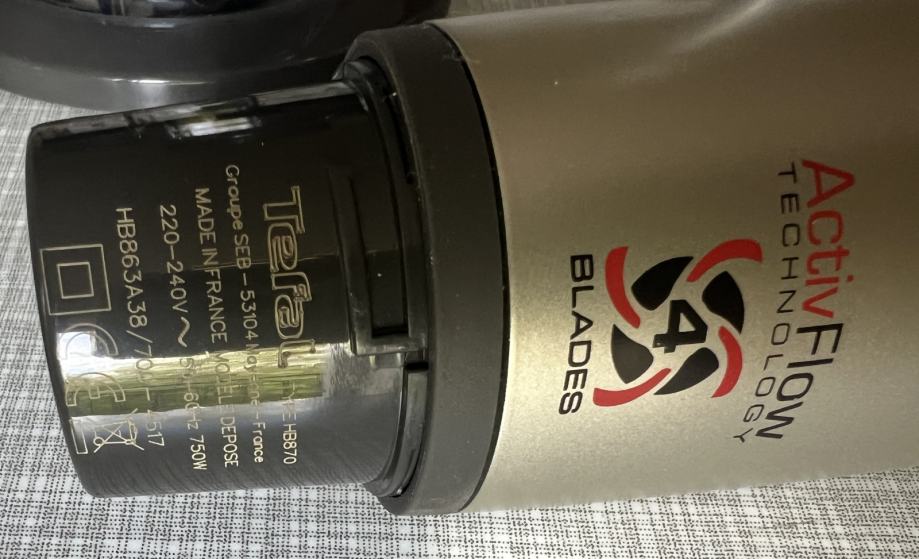 Tefal TYPE HB870
Groupe SEB - 53104 - France
MADE IN FRANCE MODELE DEPOSE
220-240V~ 750W
HB863A38
ActivFlow
TECHNOLOGY
4
BLADES